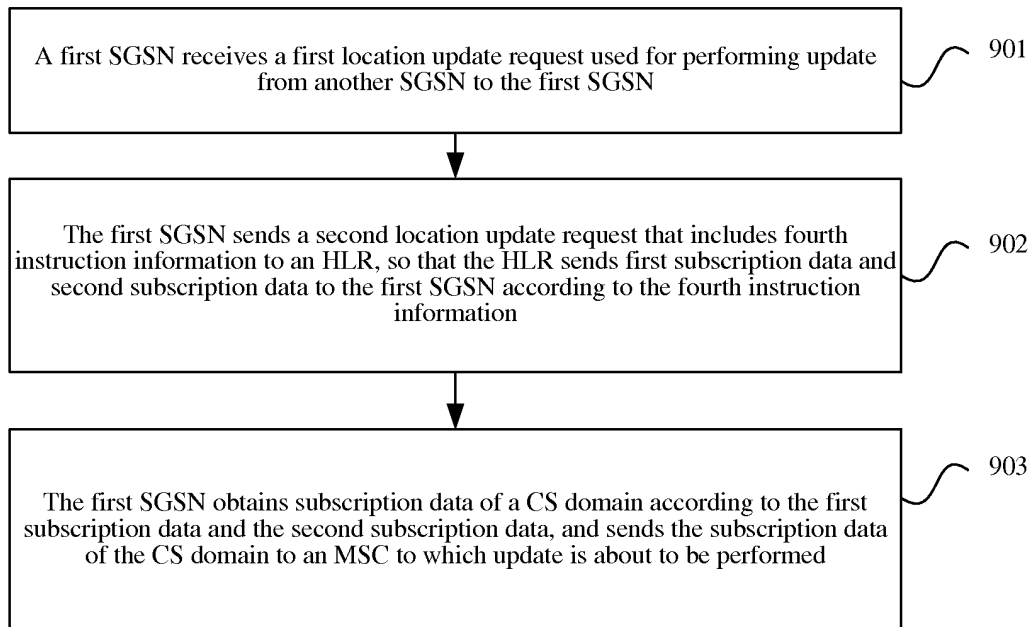 A first SGSN receives a first location update request used for performing update
from another SGSN to the first SGSN
901
The first SGSN sends a second location update request that includes fourth
instruction information to an HLR, so that the HLR sends first subscription data and
second subscription data to the first SGSN according to the fourth instruction
information
902
The first SGSN obtains subscription data of a CS domain according to the first
subscription data and the second subscription data, and sends the subscription data
of the CS domain to an MSC to which update is about to be performed
903